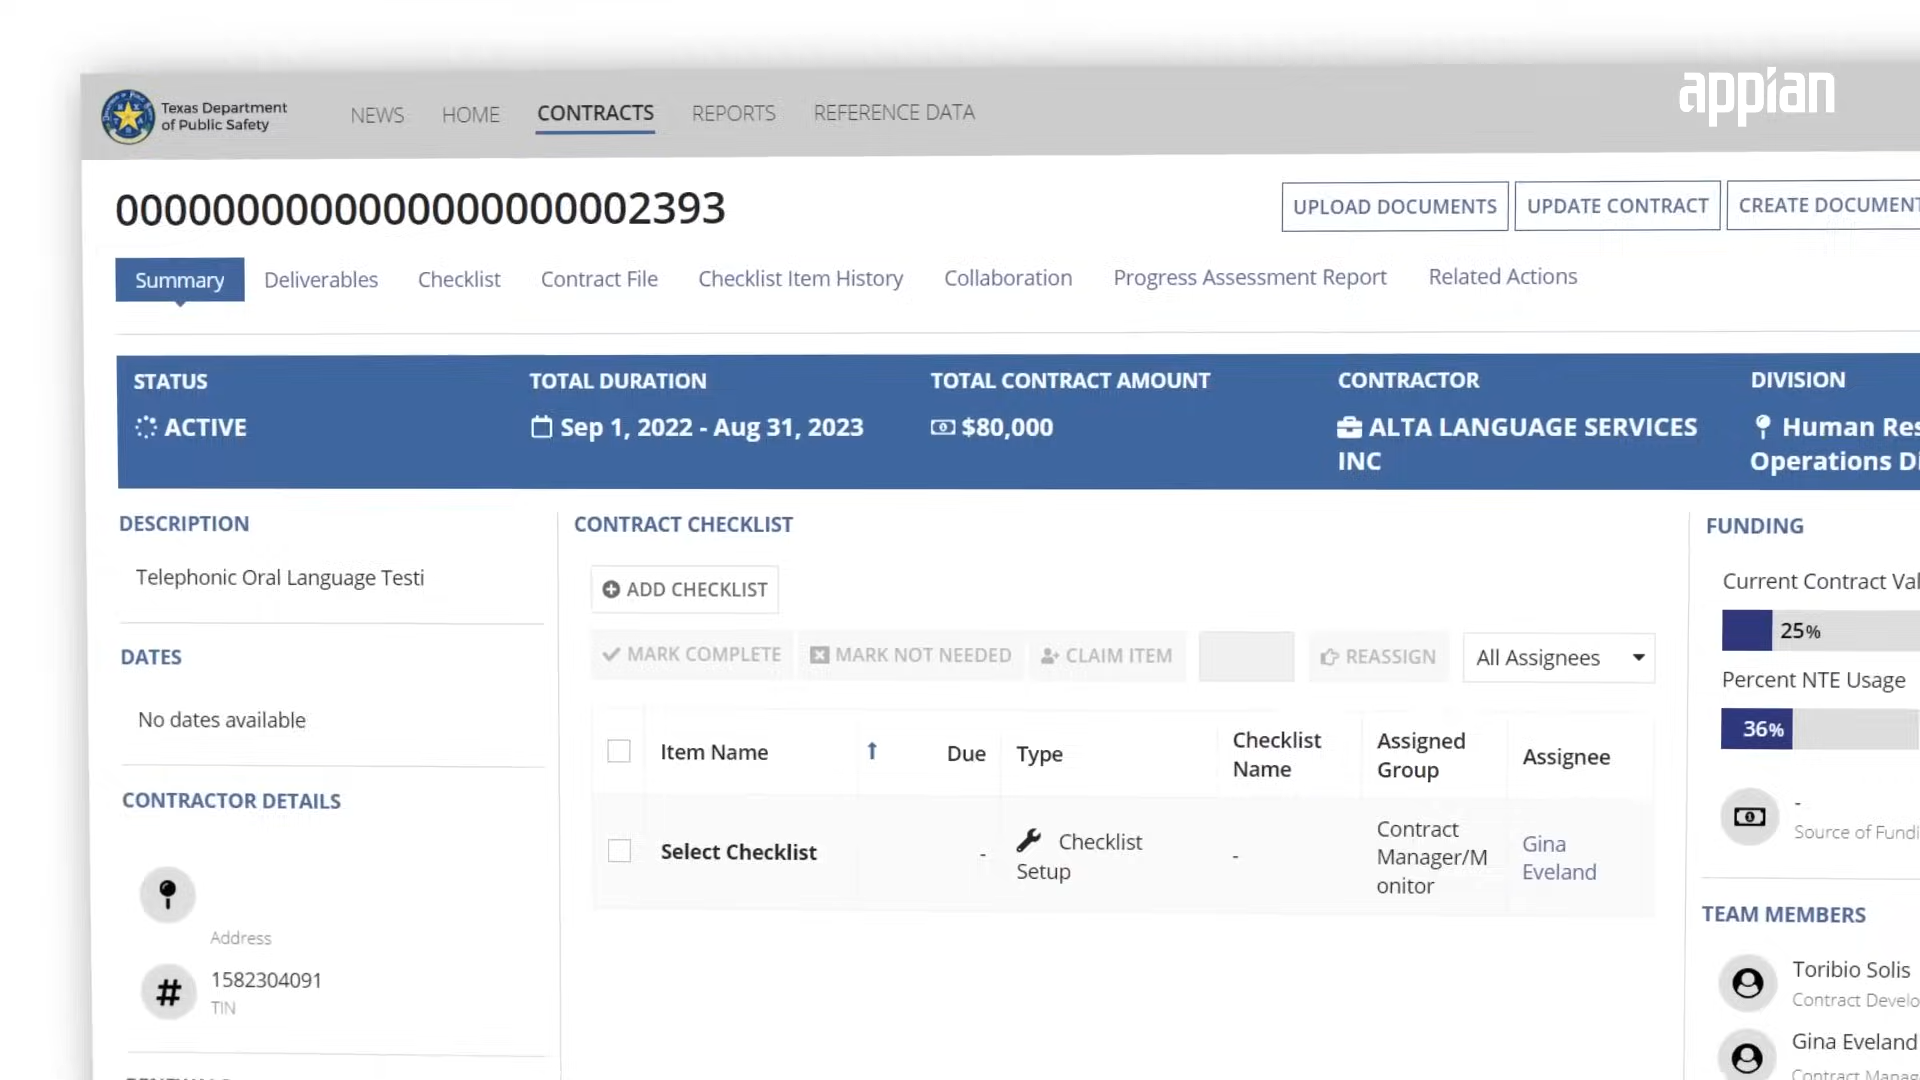 appian
Texas Department
of Public Safety
NEWS HOME CONTRACTS REPORTS REFERENCE DATA
0000000000000000000002393
UPLOAD DOCUMENTS UPDATE CONTRACT CREATE DOCUMENT
Summary Deliverables Checklist Contract File Checklist Item History Collaboration Progress Assessment Report Related Actions
STATUS TOTAL DURATION TOTAL CONTRACT AMOUNT CONTRACTOR DIVISION
ACTIVE Sep 1, 2022 - Aug 31, 2023 $80,000 ALTA LANGUAGE SERVICES Human Res
INC Operations Di
DESCRIPTION
Telephonic Oral Language Testi
DATES
No dates available
CONTRACTOR DETAILS
Address
1582304091
TIN
CONTRACT CHECKLIST
ADD CHECKLIST
MARK COMPLETE MARK NOT NEEDED CLAIM ITEM REASSIGN All Assignees
Item Name Due Type Checklist Name Assigned Group Assignee
Select Checklist - Checklist Setup - Contract Manager/M onitor Gina Eveland
FUNDING
Current Contract Val
25%
Percent NTE Usage
36%
-
Source of Fundi
TEAM MEMBERS
Toribio Solis
Contract Develo
Gina Eveland
Contract Manag